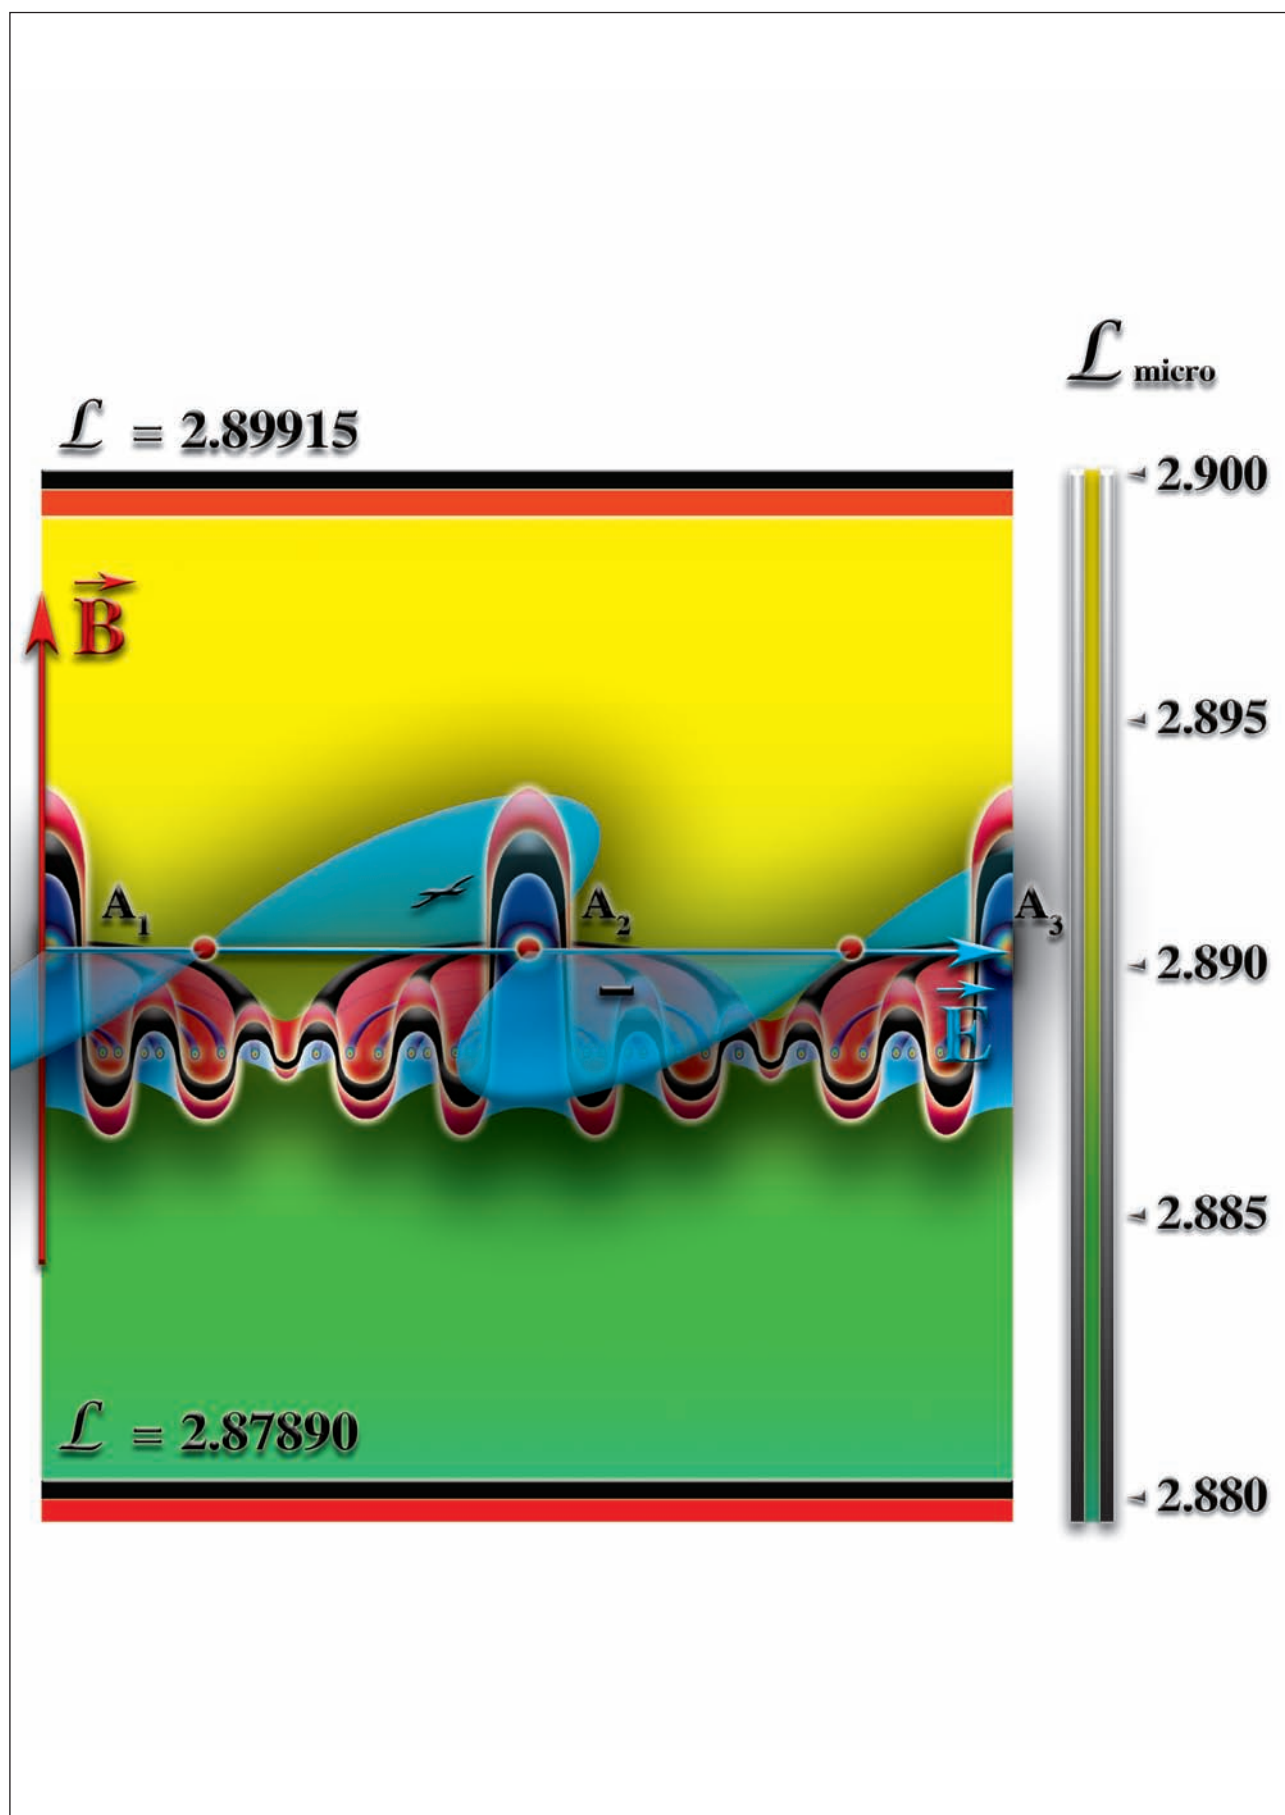 ℒ micro
ℒ = 2.89915
2.900
B
2.895
A1 A2 A3
+
2.890
−
E
2.885
ℒ = 2.87890
2.880